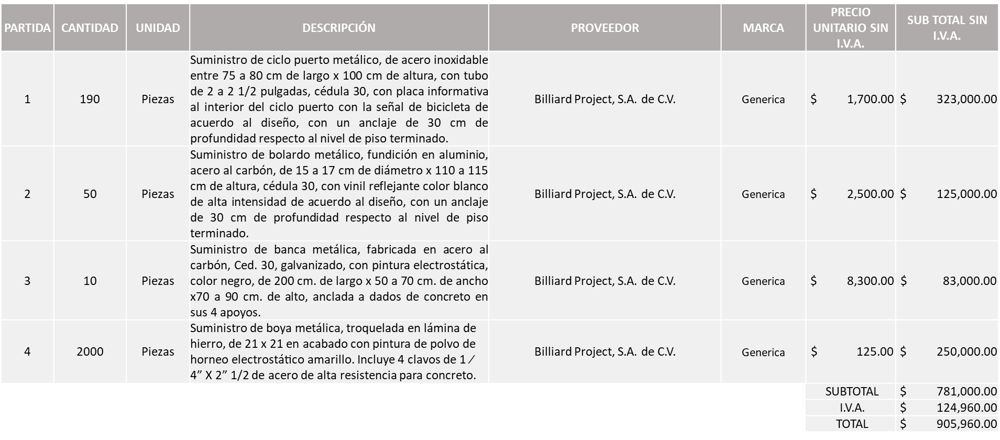 PARTIDA CANTIDAD UNIDAD DESCRIPCIÓN PROVEEDOR MARCA PRECIO UNITARIO SIN I.V.A. SUB TOTAL SIN I.V.A.
1 190 Piezas
Suministro de ciclo puerto metálico, de acero inoxidable
entre 75 a 80 cm de largo x 100 cm de altura, con tubo
de 2 a 2 1/2 pulgadas, cédula 30, con placa informativa
al interior del ciclo puerto con la señal de bicicleta de
acuerdo al diseño, con un anclaje de 30 cm de
profundidad respecto al nivel de piso terminado.
Billiard Project, S.A. de C.V. Generica $ 1,700.00 $ 323,000.00
2 50 Piezas
Suministro de bolardo metálico, fundición en aluminio,
acero al carbón, de 15 a 17 cm de diámetro x 110 a 115
cm de altura, cédula 30, con vinil reflejante color blanco
de alta intensidad de acuerdo al diseño, con un anclaje
de 30 cm de profundidad respecto al nivel de piso
terminado.
Billiard Project, S.A. de C.V. Generica $ 2,500.00 $ 125,000.00
3 10 Piezas
Suministro de banca metálica, fabricada en acero al
carbón, Ced. 30, galvanizado, con pintura electrostática,
color negro, de 200 cm. de largo x 50 a 70 cm. de ancho
x70 a 90 cm. de alto, anclada a dados de concreto en
sus 4 apoyos.
Billiard Project, S.A. de C.V. Generica $ 8,300.00 $ 83,000.00
4 2000 Piezas
Suministro de boya metálica, troquelada en lámina de
hierro, de 21 x 21 en acabado con pintura de polvo de
horneo electrostático amarillo. Incluye 4 clavos de 1 ⁄
4” X 2” 1/2 de acero de alta resistencia para concreto.
Billiard Project, S.A. de C.V. Generica $ 125.00 $ 250,000.00
SUBTOTAL $ 781,000.00
I.V.A. $ 124,960.00
TOTAL $ 905,960.00